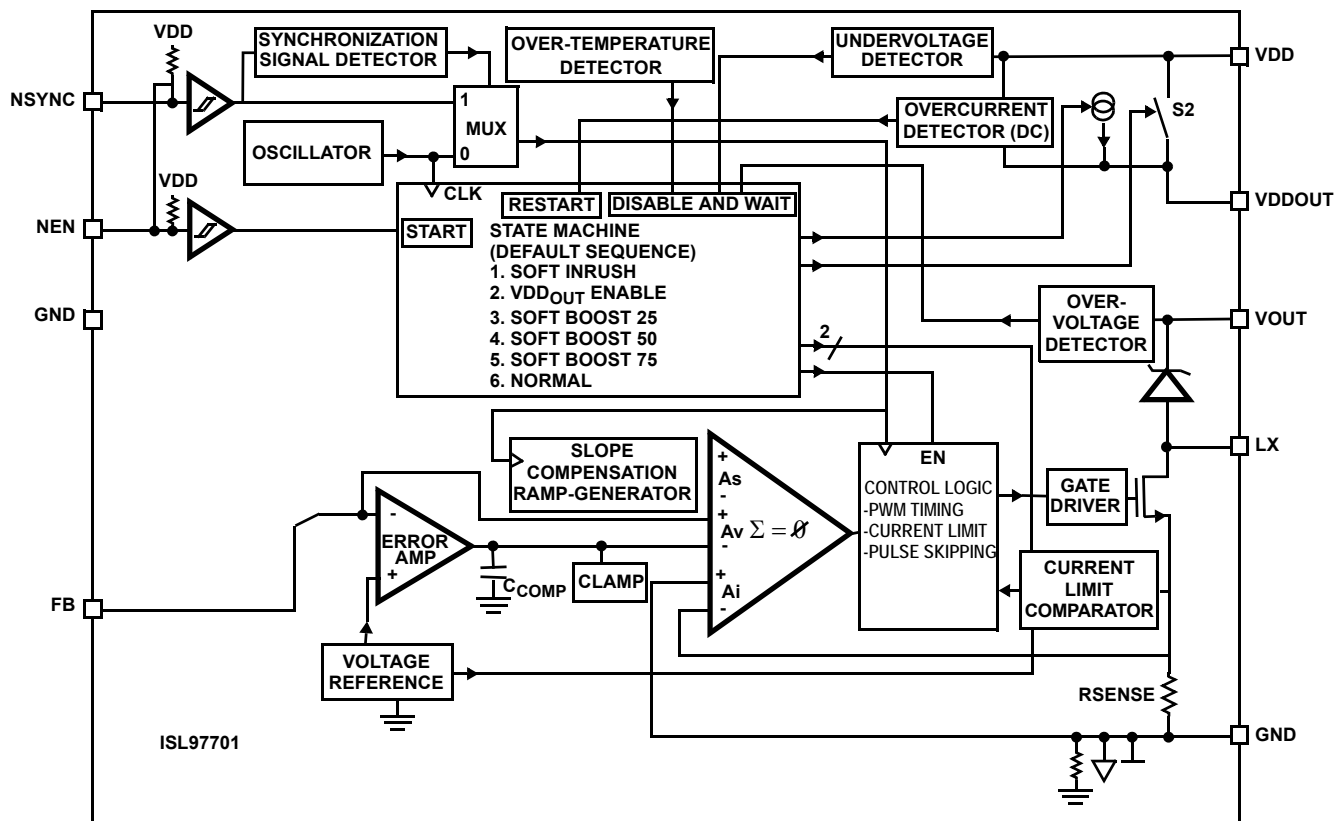 VDD
SYNCHRONIZATION
SIGNAL DETECTOR
OVER-TEMPERATURE
DETECTOR
UNDERVOLTAGE
DETECTOR
VDD
NSYNC
1
MUX
0
OVERCURRENT
DETECTOR (DC)
S2
OSCILLATOR
VDD
CLK
RESTART
DISABLE AND WAIT
VDDOUT
NEN
START
STATE MACHINE
(DEFAULT SEQUENCE)
1. SOFT INRUSH
2. VDDOUT ENABLE
3. SOFT BOOST 25
4. SOFT BOOST 50
5. SOFT BOOST 75
6. NORMAL
GND
2
OVER-
VOLTAGE
DETECTOR
VOUT
LX
SLOPE
COMPENSATION
RAMP-GENERATOR
+
As
-
+
Av Σ = 0
-
+
Ai
-
EN
CONTROL LOGIC
-PWM TIMING
-CURRENT LIMIT
-PULSE SKIPPING
GATE
DRIVER
-
ERROR
AMP
+
CCOMP
CLAMP
CURRENT
LIMIT
COMPARATOR
FB
VOLTAGE
REFERENCE
RSENSE
GND
ISL97701